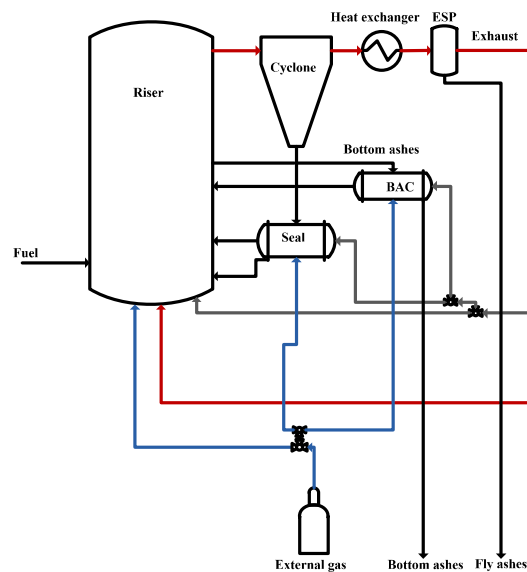 Heat exchanger
ESP
Exhaust
Cyclone
Riser
Bottom ashes
BAC
Seal
Fuel
External gas
Bottom ashes
Fly ashes